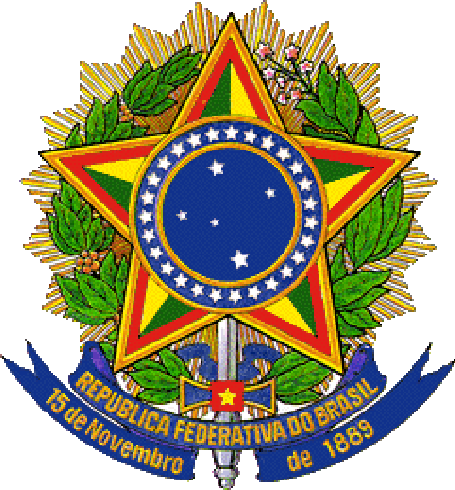 REPUBLICA FEDERATIVA DO BRASIL
15 de Novembro
de 1889